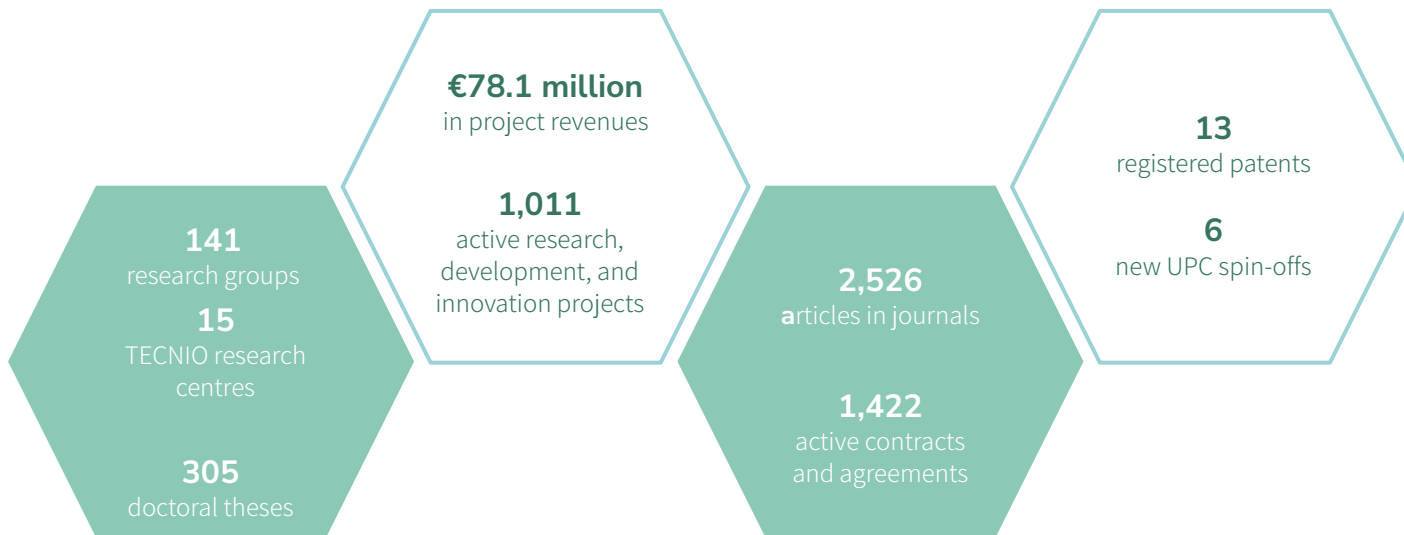 141
research groups
15
TECNIO research
centres
305
doctoral theses
€78.1 million
in project revenues
1,011
active research,
development, and
innovation projects
2,526
articles in journals
1,422
active contracts
and agreements
13
registered patents
6
new UPC spin-offs